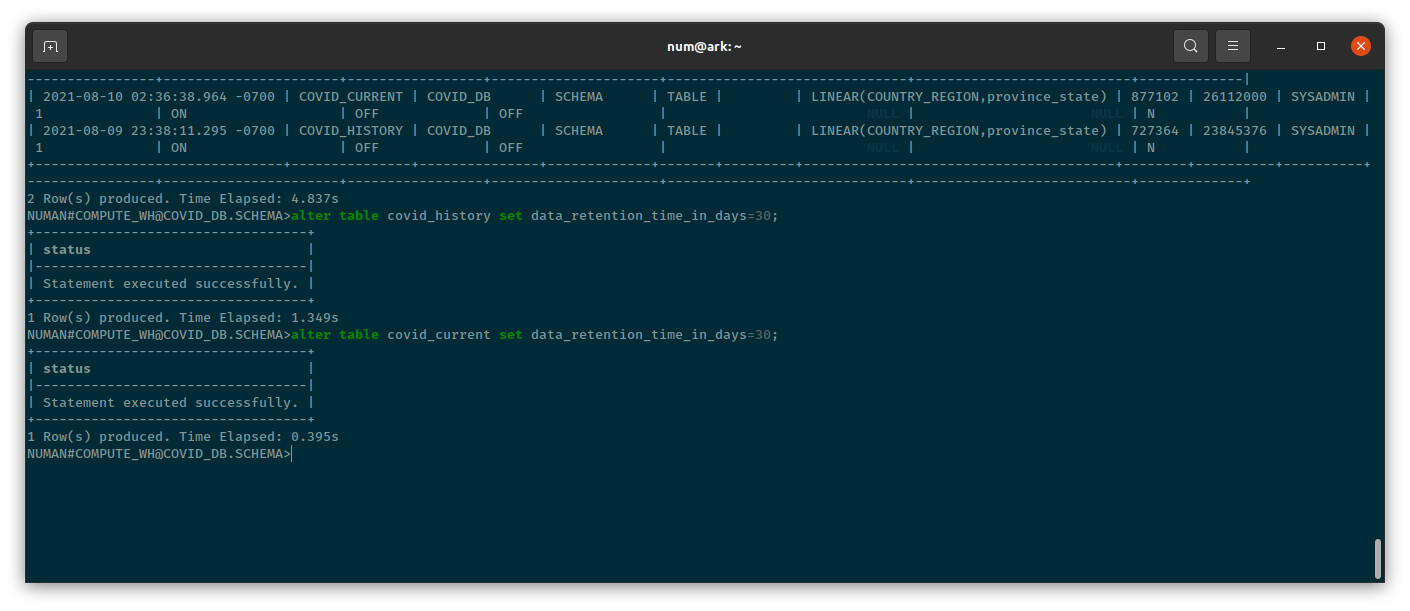 num@ark: ~
----------------+----------------------+-----------------+---------------------+------------------------------+---------------------------+-------------|
| 2021-08-10 02:36:38.964 -0700 | COVID_CURRENT | COVID_DB      | SCHEMA      | TABLE |         | LINEAR(COUNTRY_REGION,province_state) | 877102 | 26112000 | SYSADMIN |
 1              | ON                   | OFF             | OFF                 |                         NULL |                      NULL | N           |
| 2021-08-09 23:38:11.295 -0700 | COVID_HISTORY | COVID_DB      | SCHEMA      | TABLE |         | LINEAR(COUNTRY_REGION,province_state) | 727364 | 23845376 | SYSADMIN |
 1              | ON                   | OFF             | OFF                 |                         NULL |                      NULL | N           |
+-------------------------------+---------------+---------------+-------------+-------+---------+---------------------------------------+--------+----------+----------+
----------------+----------------------+-----------------+---------------------+------------------------------+---------------------------+-------------+
2 Row(s) produced. Time Elapsed: 4.837s
NUMAN#COMPUTE_WH@COVID_DB.SCHEMA>alter table covid_history set data_retention_time_in_days=30;
+----------------------------------+
| status                           |
|----------------------------------|
| Statement executed successfully. |
+----------------------------------+
1 Row(s) produced. Time Elapsed: 1.349s
NUMAN#COMPUTE_WH@COVID_DB.SCHEMA>alter table covid_current set data_retention_time_in_days=30;
+----------------------------------+
| status                           |
|----------------------------------|
| Statement executed successfully. |
+----------------------------------+
1 Row(s) produced. Time Elapsed: 0.395s
NUMAN#COMPUTE_WH@COVID_DB.SCHEMA>